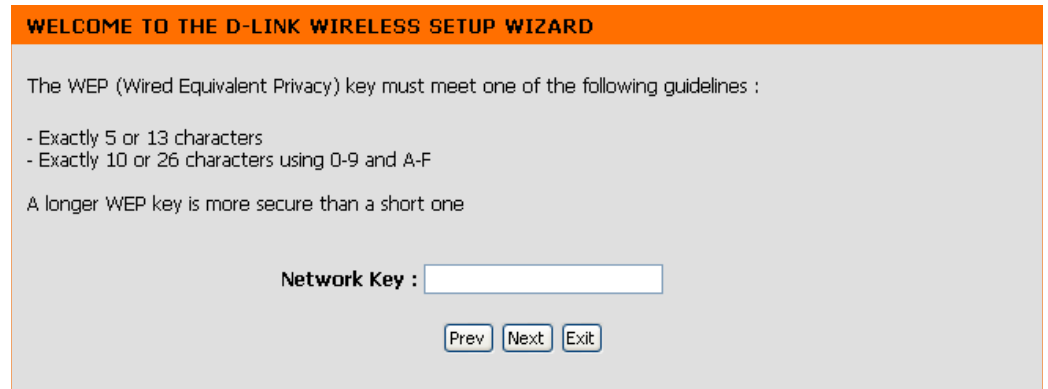 WELCOME TO THE D-LINK WIRELESS SETUP WIZARD
The WEP (Wired Equivalent Privacy) key must meet one of the following guidelines :
- Exactly 5 or 13 characters
- Exactly 10 or 26 characters using 0-9 and A-F
A longer WEP key is more secure than a short one
Network Key :
Prev Next Exit